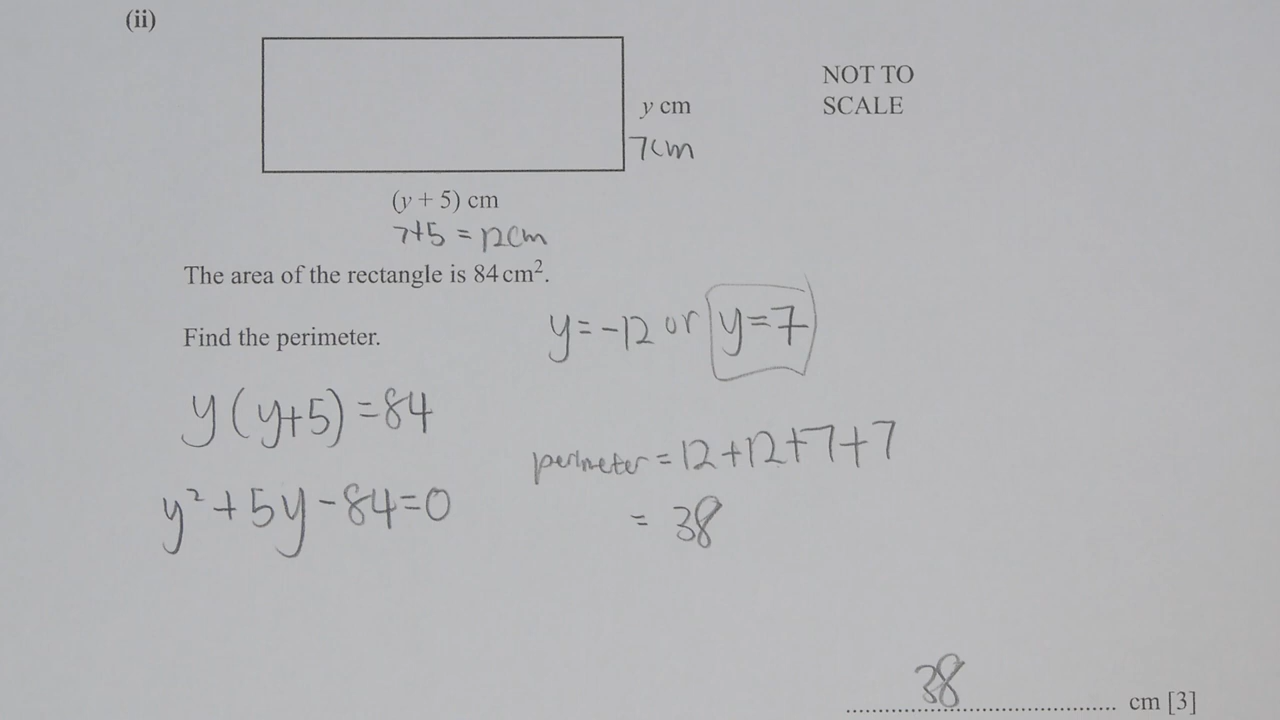 (ii)
NOT TO
SCALE
y cm
7cm
(y + 5) cm
7+5 = 12cm
The area of the rectangle is 84 cm².
Find the perimeter.
y = -12 or y = 7
y(y+5) = 84
y² + 5y - 84 = 0
perimeter = 12+12+7+7
= 38
38
cm [3]